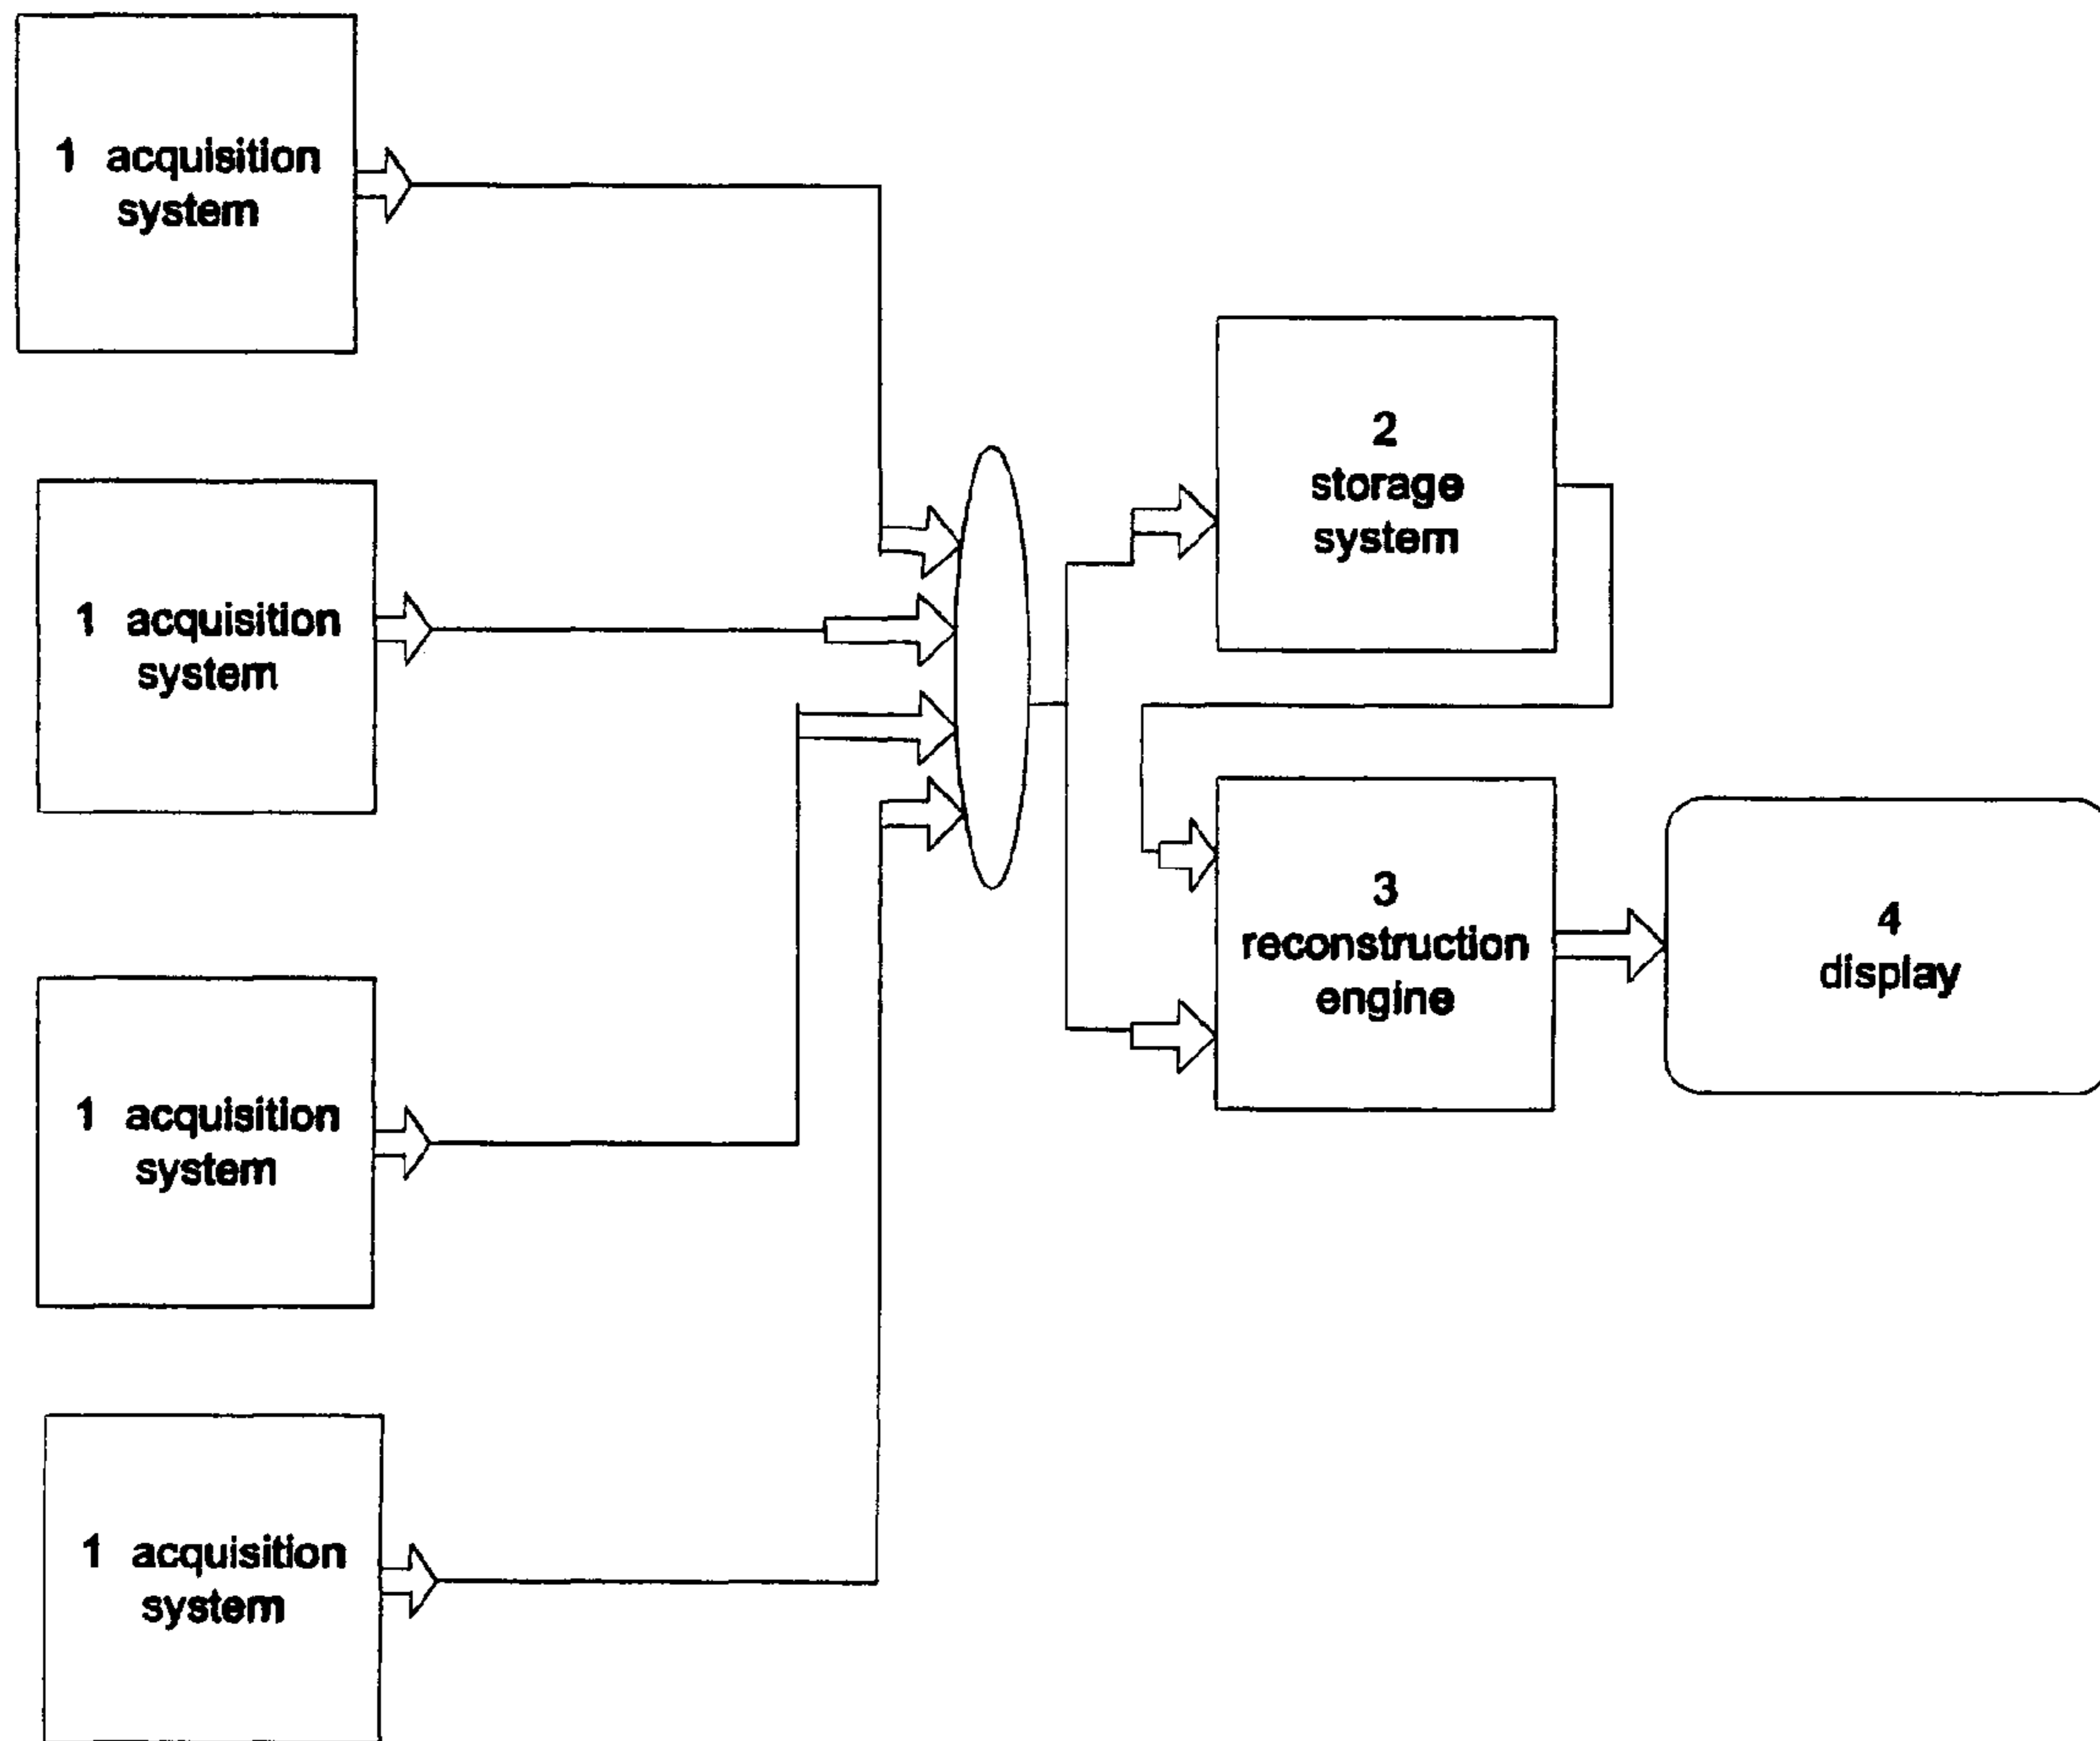 1 acquisition
system
1 acquisition
system
1 acquisition
system
1 acquisition
system
2
storage
system
3
reconstruction
engine
4
display